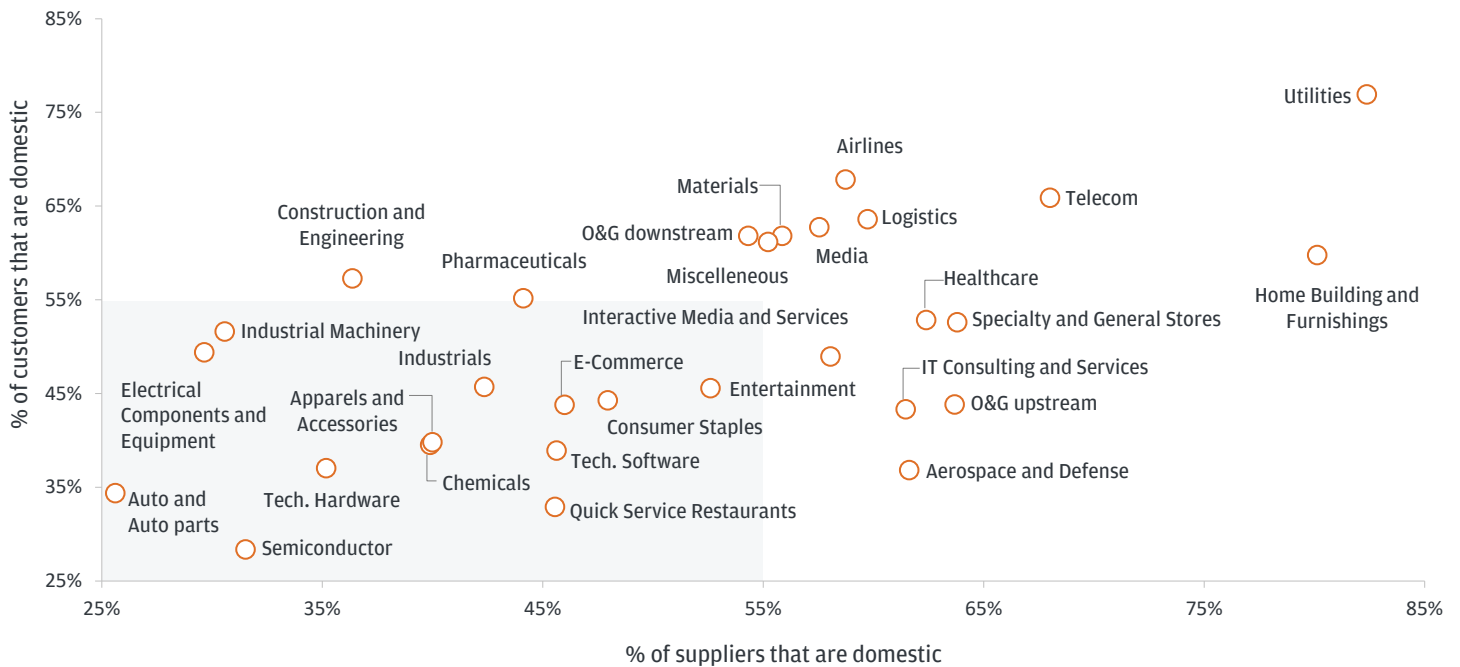 85%
75%
65%
55%
45%
35%
25%
% of customers that are domestic
Utilities
Airlines
Materials
Telecom
Construction and
Engineering
Logistics
O&G downstream
Media
Pharmaceuticals
Miscelleneous
Healthcare
Home Building and
Furnishings
Interactive Media and Services
Specialty and General Stores
Industrial Machinery
Industrials
E-Commerce
IT Consulting and Services
Electrical
Components and
Equipment
Apparels and
Accessories
Entertainment
O&G upstream
Consumer Staples
Tech. Software
Aerospace and Defense
Chemicals
Auto and
Auto parts
Tech. Hardware
Quick Service Restaurants
Semiconductor
25%
35%
45%
55%
65%
75%
85%
% of suppliers that are domestic